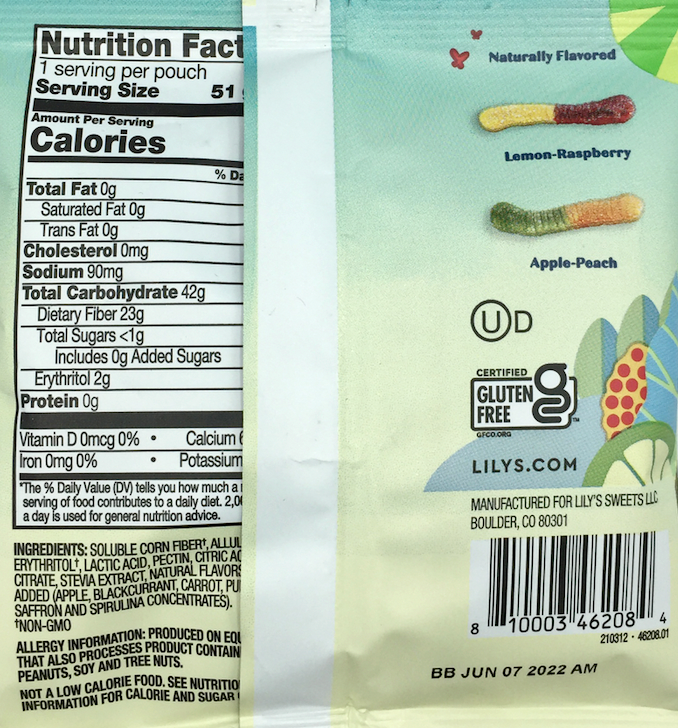 Nutrition Fact
1 serving per pouch
Serving Size 51
Amount Per Serving
Calories
% Da
Total Fat 0g
Saturated Fat 0g
Trans Fat 0g
Cholesterol 0mg
Sodium 90mg
Total Carbohydrate 42g
Dietary Fiber 23g
Total Sugars <1g
Includes 0g Added Sugars
Erythritol 2g
Protein 0g
Vitamin D 0mcg 0% • Calcium
Iron 0mg 0% • Potassium
*The % Daily Value (DV) tells you how much a
serving of food contributes to a daily diet. 2,0
a day is used for general nutrition advice.
INGREDIENTS: SOLUBLE CORN FIBER†, ALLUL
ERYTHRITOL†, LACTIC ACID, PECTIN, CITRIC AC
CITRATE, STEVIA EXTRACT, NATURAL FLAVORS
ADDED (APPLE, BLACKCURRANT, CARROT, PU
SAFFRON AND SPIRULINA CONCENTRATES).
†NON-GMO
ALLERGY INFORMATION: PRODUCED ON EQU
THAT ALSO PROCESSES PRODUCT CONTAIN
PEANUTS, SOY AND TREE NUTS.
NOT A LOW CALORIE FOOD. SEE NUTRITIO
INFORMATION FOR CALORIE AND SUGAR
Naturally Flavored
Lemon-Raspberry
Apple-Peach
U D
CERTIFIED
GLUTEN
FREE
TM
GFCO.ORG
LILYS.COM
MANUFACTURED FOR LILY'S SWEETS LLC
BOULDER, CO 80301
8 10003 46208 4
210312 • 46208.01
BB JUN 07 2022 AM